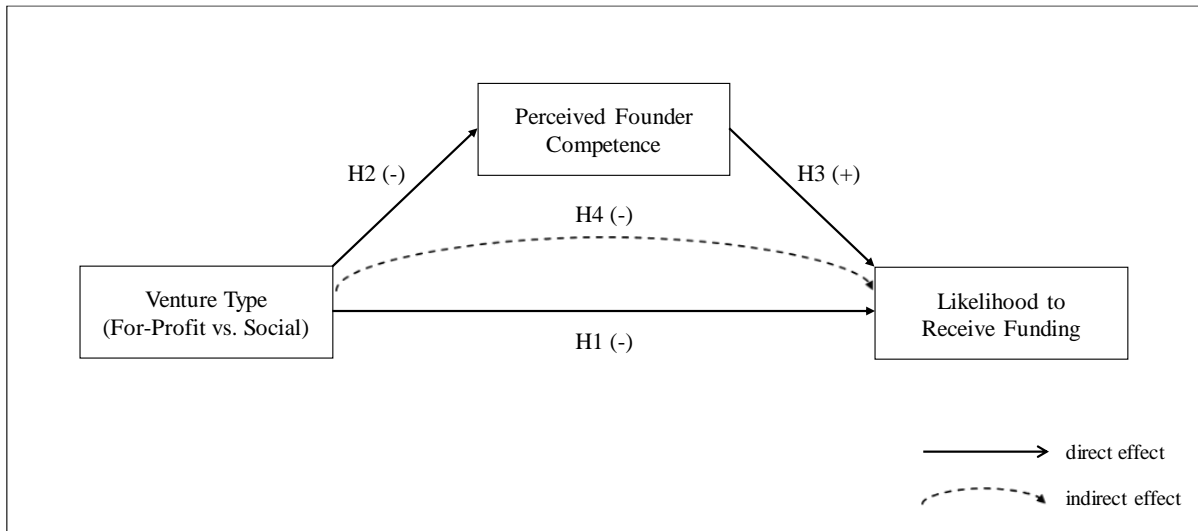 Perceived Founder
Competence
H2 (-)
H3 (+)
H4 (-)
Venture Type
(For-Profit vs. Social)
Likelihood to
Receive Funding
H1 (-)
direct effect
indirect effect